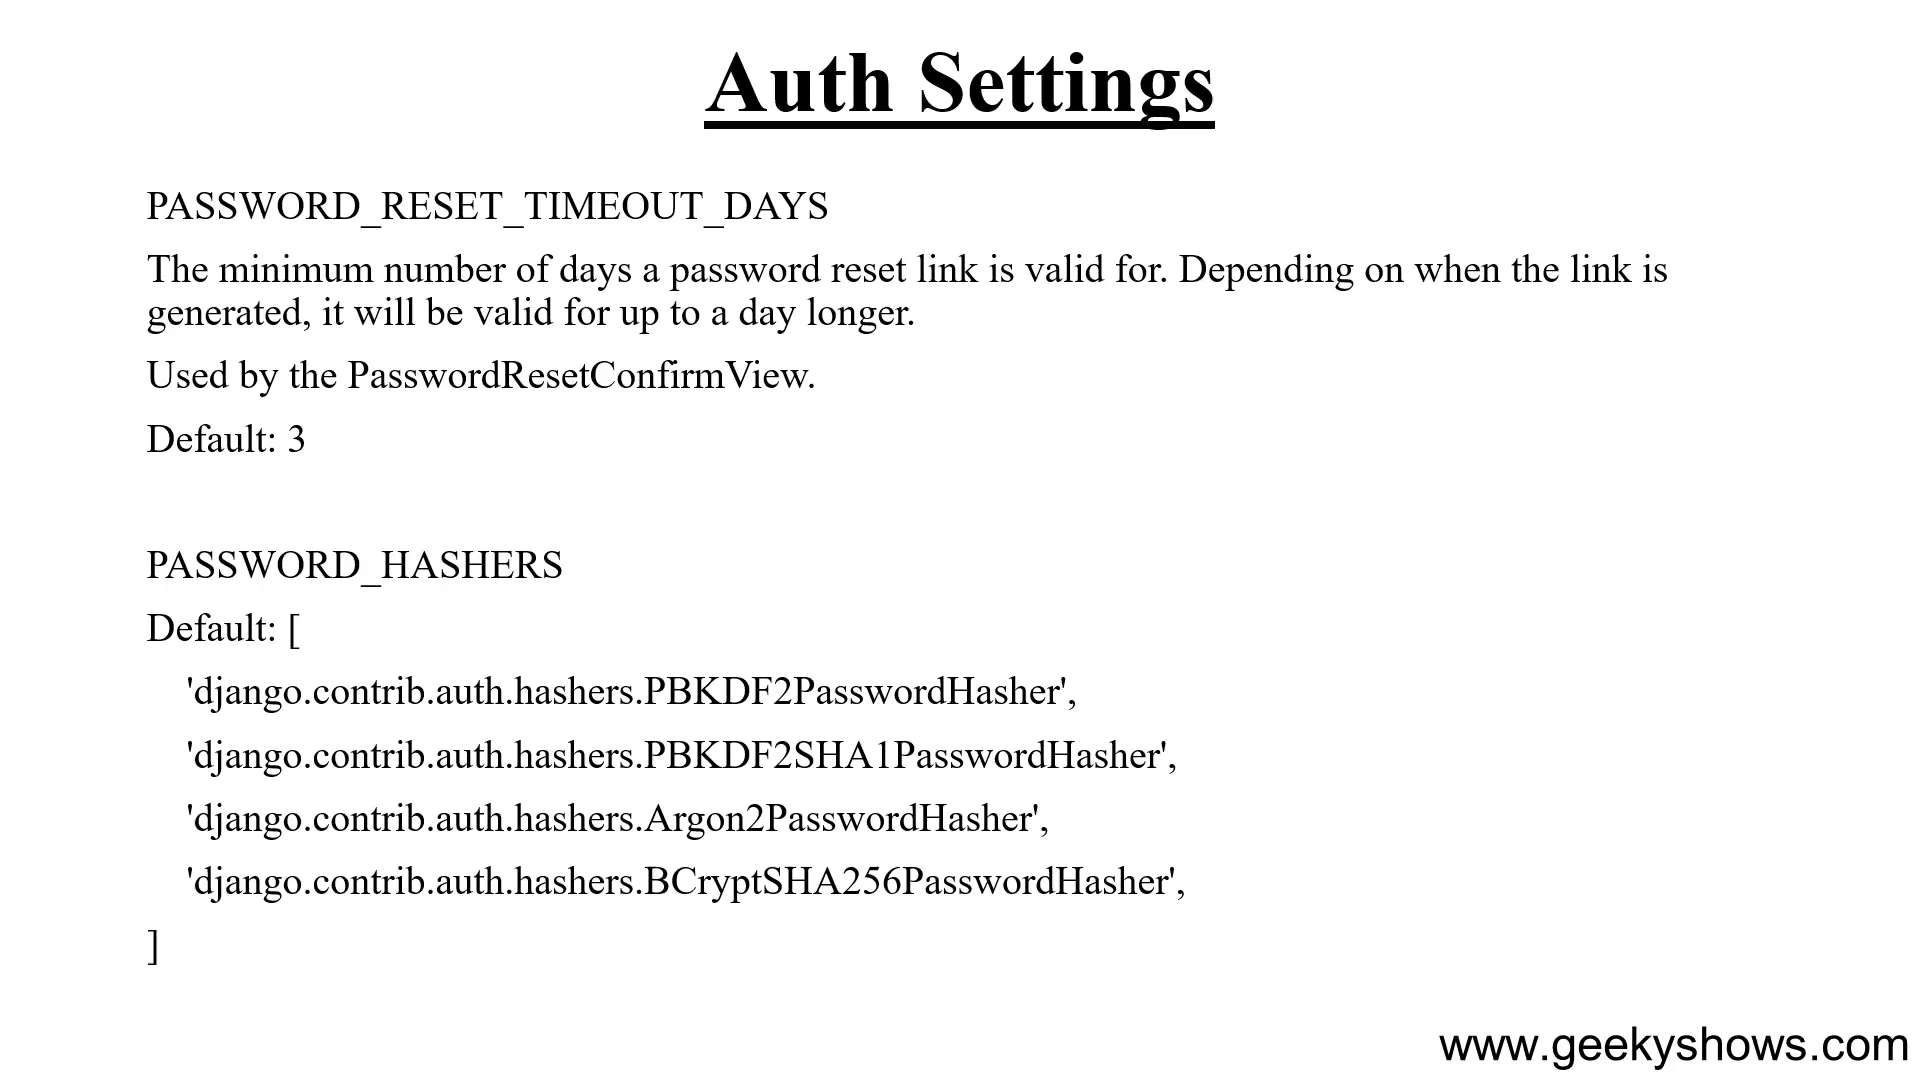 Auth Settings
PASSWORD_RESET_TIMEOUT_DAYS
The minimum number of days a password reset link is valid for. Depending on when the link is
generated, it will be valid for up to a day longer.
Used by the PasswordResetConfirmView.
Default: 3
PASSWORD_HASHERS
Default: [
'django.contrib.auth.hashers.PBKDF2PasswordHasher',
'django.contrib.auth.hashers.PBKDF2SHA1PasswordHasher',
'django.contrib.auth.hashers.Argon2PasswordHasher',
'django.contrib.auth.hashers.BCryptSHA256PasswordHasher',
]
www.geekyshows.com